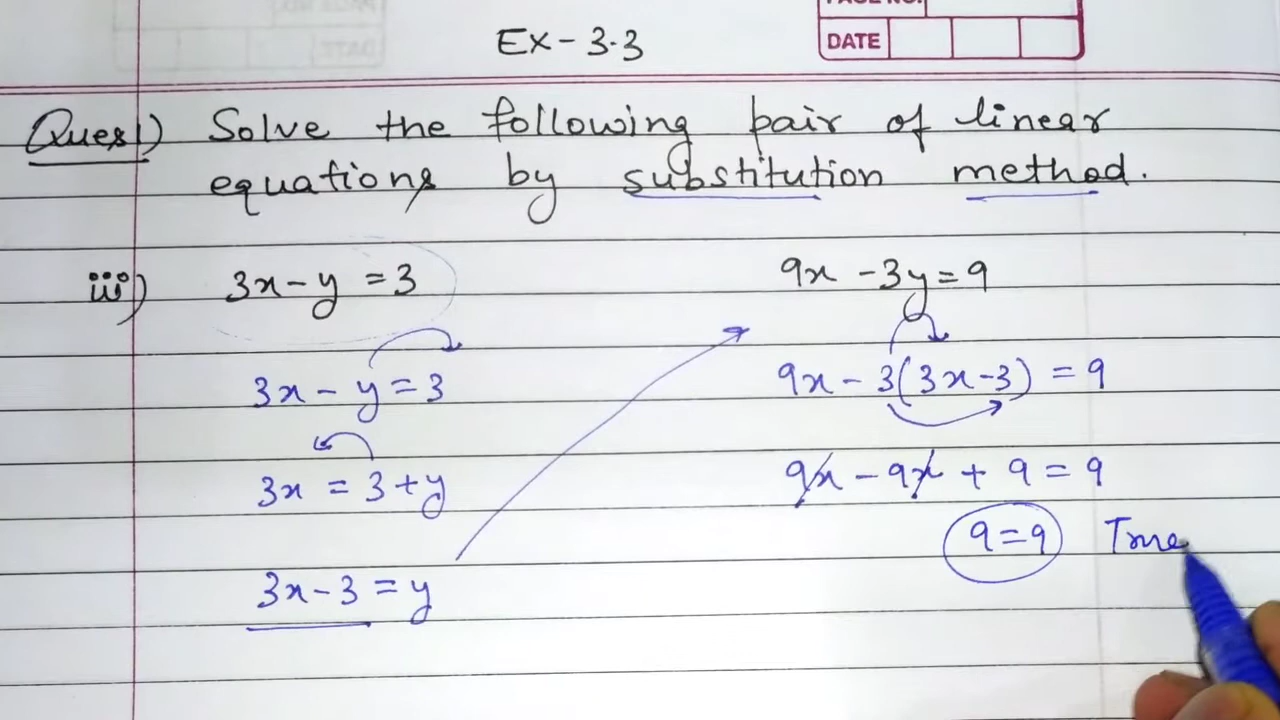 PAGE NO.
DATE
Ex - 3.3
Ques1) Solve the following pair of linear
equations by substitution method.
iii) 3x - y = 3
9x - 3y = 9
3x - y = 3
9x - 3(3x - 3) = 9
3x = 3 + y
9x - 9x + 9 = 9
9 = 9 True
3x - 3 = y